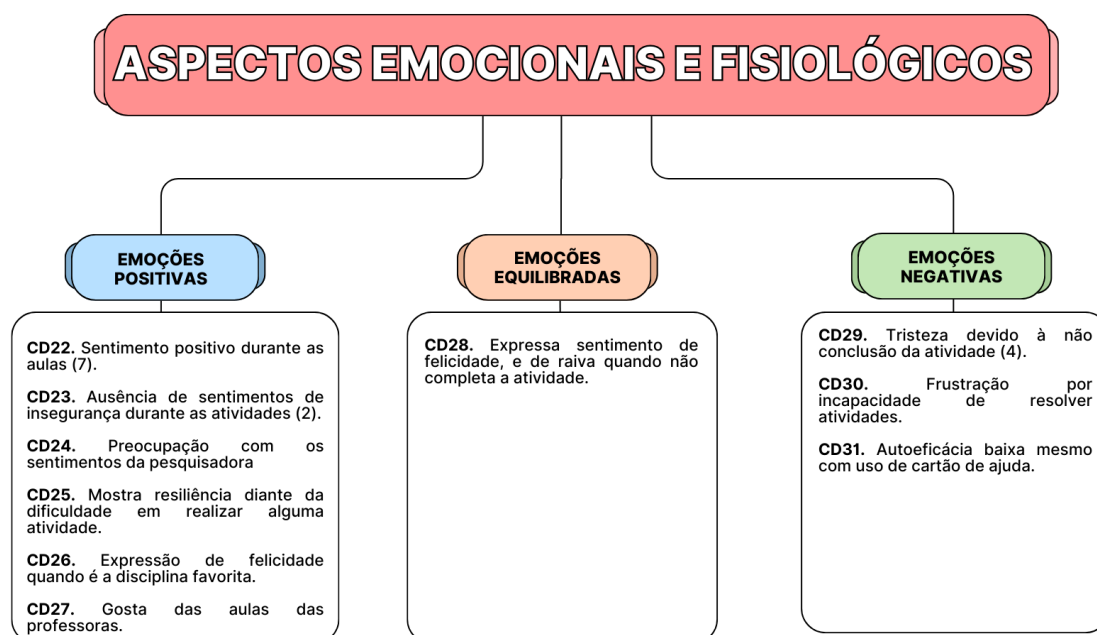 ASPECTOS EMOCIONAIS E FISIOLÓGICOS
EMOÇÕES
POSITIVAS
CD22. Sentimento positivo durante as
aulas (7).
CD23. Ausência de sentimentos de
insegurança durante as atividades (2).
CD24. Preocupação com os
sentimentos da pesquisadora
CD25. Mostra resiliência diante da
dificuldade em realizar alguma
atividade.
CD26. Expressão de felicidade
quando é a disciplina favorita.
CD27. Gosta das aulas das
professoras.
EMOÇÕES
EQUILIBRADAS
CD28. Expressa sentimento de
felicidade, e de raiva quando não
completa a atividade.
EMOÇÕES
NEGATIVAS
CD29. Tristeza devido à não
conclusão da atividade (4).
CD30. Frustração por
incapacidade de resolver
atividades.
CD31. Autoeficácia baixa mesmo
com uso de cartão de ajuda.